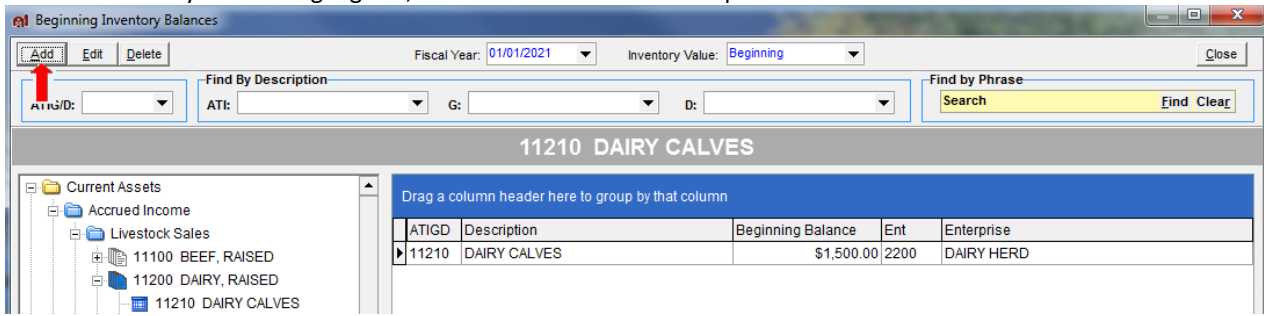 Beginning Inventory Balances
Add Edit Delete Fiscal Year: 01/01/2021 Inventory Value: Beginning Close
Find By Description Find by Phrase
ATIG/D: ATI: G: D: Search Find Clear
11210 DAIRY CALVES
Current Assets
Accrued Income
Livestock Sales
11100 BEEF, RAISED
11200 DAIRY, RAISED
11210 DAIRY CALVES
Drag a column header here to group by that column
ATIGD Description Beginning Balance Ent Enterprise
11210 DAIRY CALVES $1,500.00 2200 DAIRY HERD